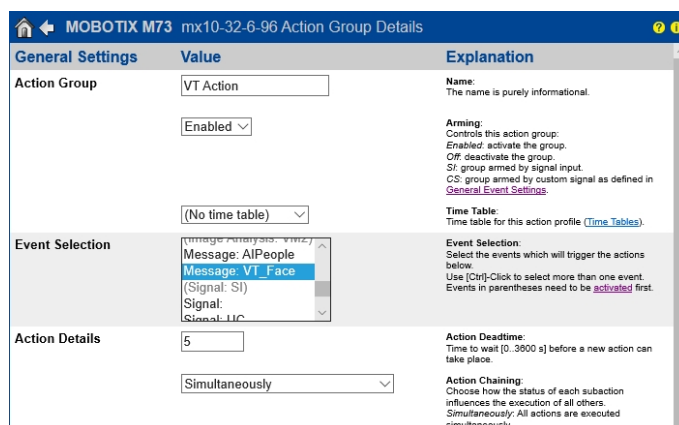 MOBOTIX M73 mx10-32-6-96 Action Group Details
General Settings
Value
Explanation
Action Group
VT Action
Name:
The name is purely informational.
Enabled
Arming:
Controls this action group:
Enabled: activate the group.
Off: deactivate the group.
SI: group armed by signal input.
CS: group armed by custom signal as defined in
General Event Settings.
(No time table)
Time Table:
Time table for this action profile (Time Tables).
Event Selection
(Image Analysis: VM2)
Message: AIPeople
Message: VT_Face
(Signal: SI)
Signal:
Signal: UC
Event Selection:
Select the events which will trigger the actions
below.
Use [Ctrl]-Click to select more than one event.
Events in parentheses need to be activated first.
Action Details
5
Action Deadtime:
Time to wait [0..3600 s] before a new action can
take place.
Simultaneously
Action Chaining:
Choose how the status of each subaction
influences the execution of all others.
Simultaneously: All actions are executed
simultaneously.